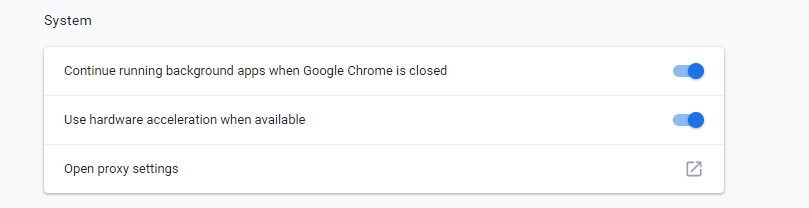 System
Continue running background apps when Google Chrome is closed
Use hardware acceleration when available
Open proxy settings